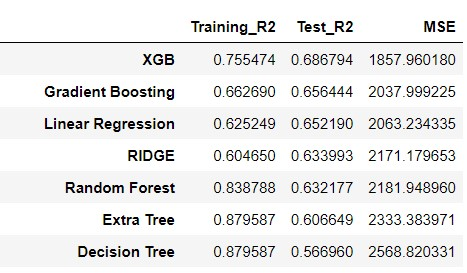 Training_R2 Test_R2 MSE
XGB 0.755474 0.686794 1857.960180
Gradient Boosting 0.662690 0.656444 2037.999225
Linear Regression 0.625249 0.652190 2063.234335
RIDGE 0.604650 0.633993 2171.179653
Random Forest 0.838788 0.632177 2181.948960
Extra Tree 0.879587 0.606649 2333.383971
Decision Tree 0.879587 0.566960 2568.820331